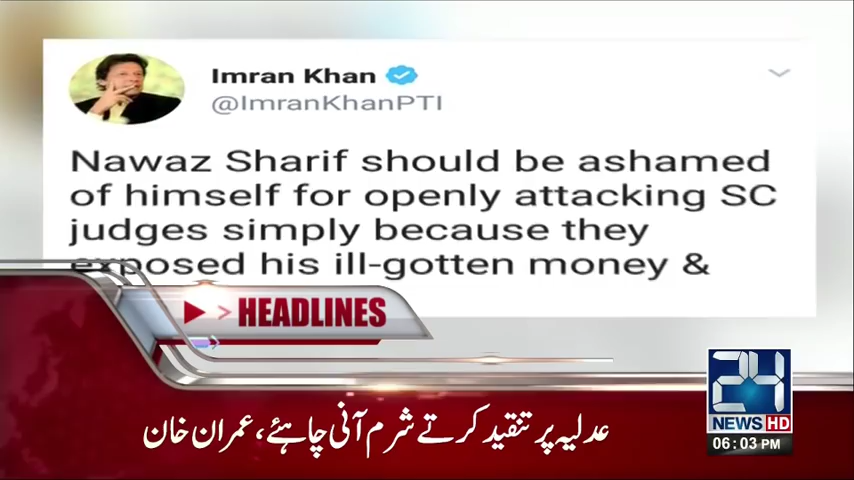 Imran Khan
@ImranKhanPTI
Nawaz Sharif should be ashamed
of himself for openly attacking SC
judges simply because they
exposed his ill-gotten money &
HEADLINES
24
NEWS HD
06:03 PM
عدلیہ پر تنقید کرتے شرم آنی چاہئے، عمران خان